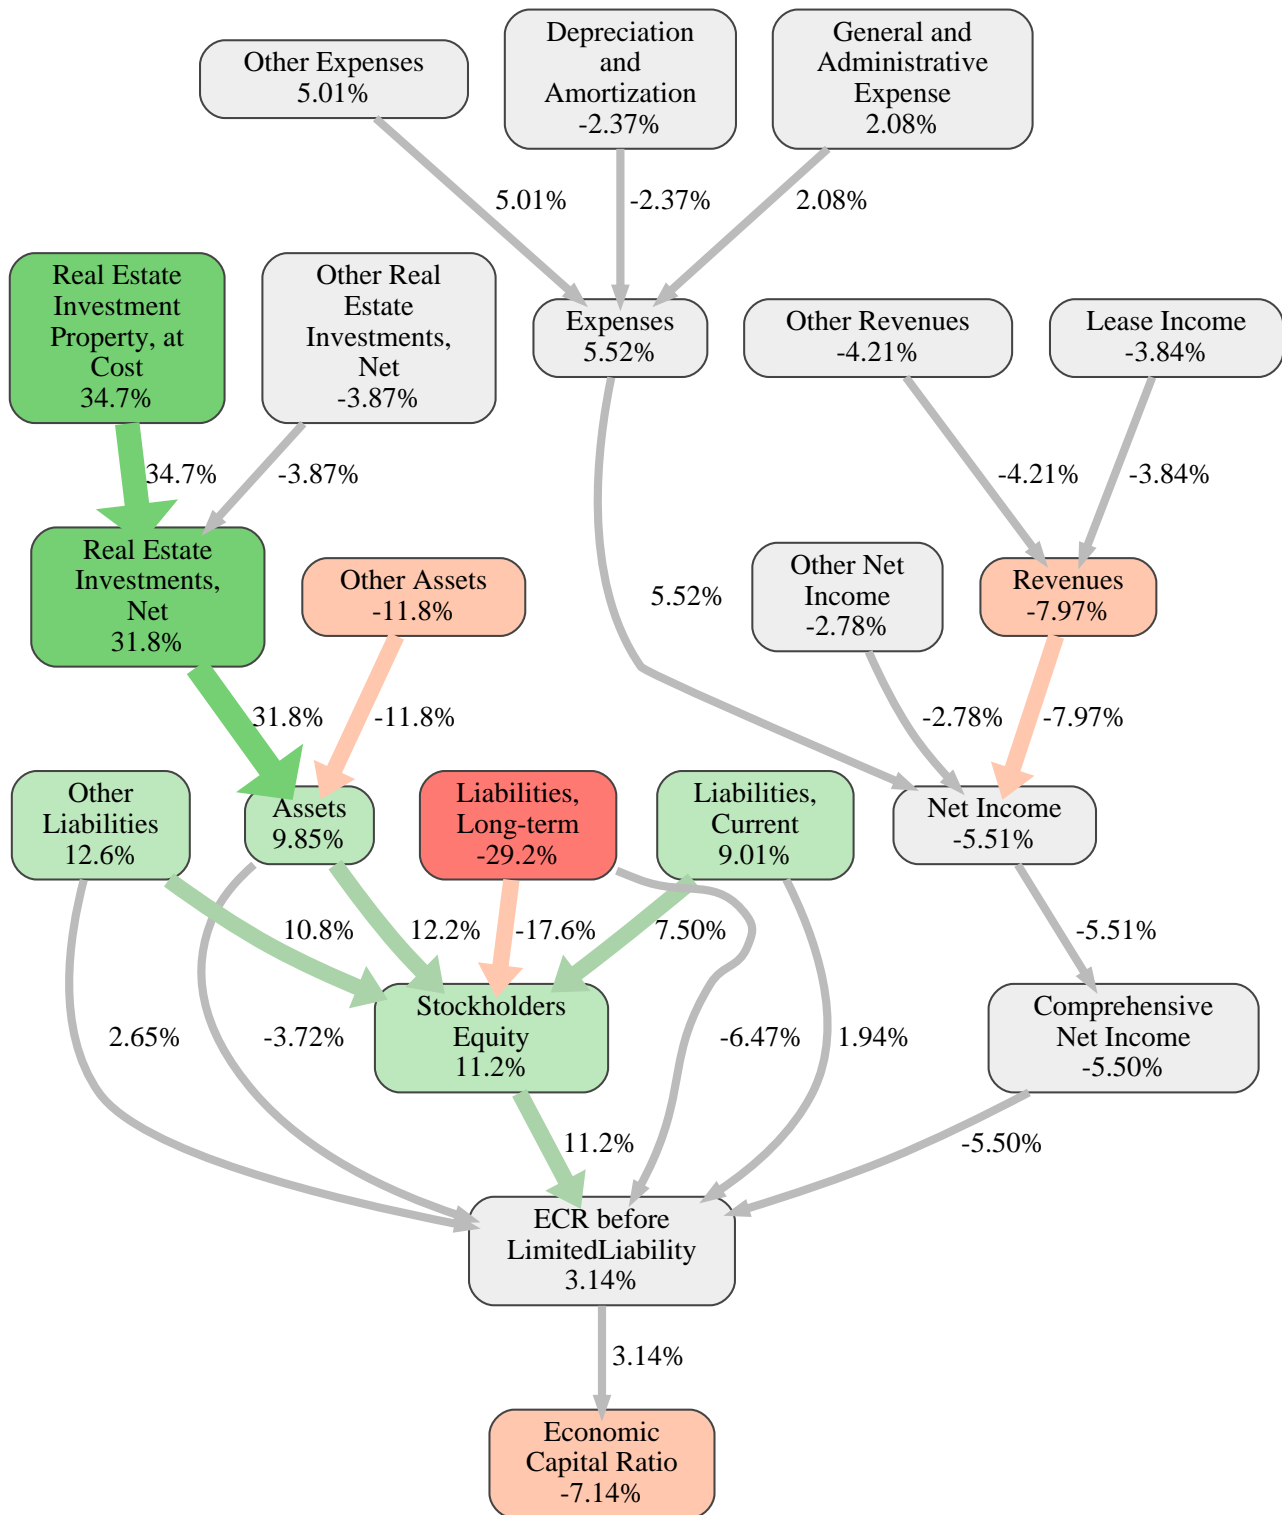 Other Expenses
5.01%
Depreciation
and
Amortization
-2.37%
General and
Administrative
Expense
2.08%
5.01%
-2.37%
2.08%
Real Estate
Investment
Property, at
Cost
34.7%
Other Real
Estate
Investments,
Net
-3.87%
Expenses
5.52%
Other Revenues
-4.21%
Lease Income
-3.84%
34.7%
-3.87%
-4.21%
-3.84%
Real Estate
Investments,
Net
31.8%
Other Assets
-11.8%
5.52%
Other Net
Income
-2.78%
Revenues
-7.97%
31.8%
-11.8%
-2.78%
-7.97%
Other
Liabilities
12.6%
Assets
9.85%
Liabilities,
Long-term
-29.2%
Liabilities,
Current
9.01%
Net Income
-5.51%
10.8%
12.2%
-17.6%
7.50%
-5.51%
2.65%
-3.72%
Stockholders
Equity
11.2%
-6.47%
1.94%
Comprehensive
Net Income
-5.50%
11.2%
-5.50%
ECR before
LimitedLiability
3.14%
3.14%
Economic
Capital Ratio
-7.14%